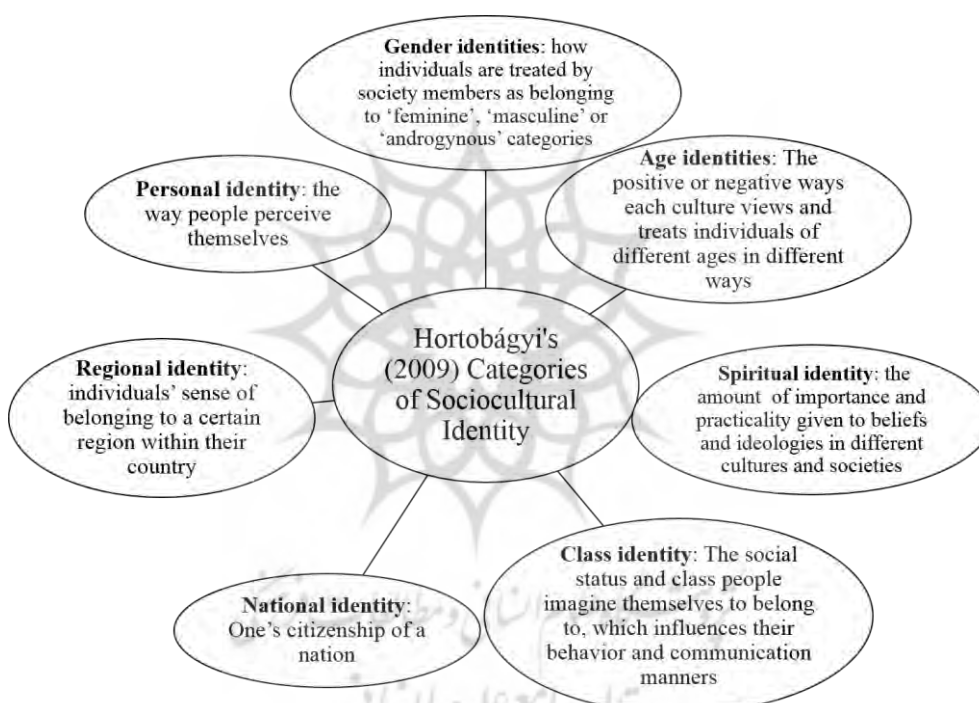 Gender identities: how
individuals are treated by
society members as belonging
to ‘feminine’, ‘masculine’ or
‘androgynous’ categories
Age identities: The
positive or negative ways
each culture views and
treats individuals of
different ages in different
ways
Personal identity: the
way people perceive
themselves
Hortobágyi's
(2009) Categories
of Sociocultural
Identity
Regional identity:
individuals’ sense of
belonging to a certain
region within their
country
Spiritual identity: the
amount of importance and
practicality given to beliefs
and ideologies in different
cultures and societies
Class identity: The social
status and class people
imagine themselves to belong
to, which influences their
behavior and communication
manners
National identity:
One’s citizenship of a
nation